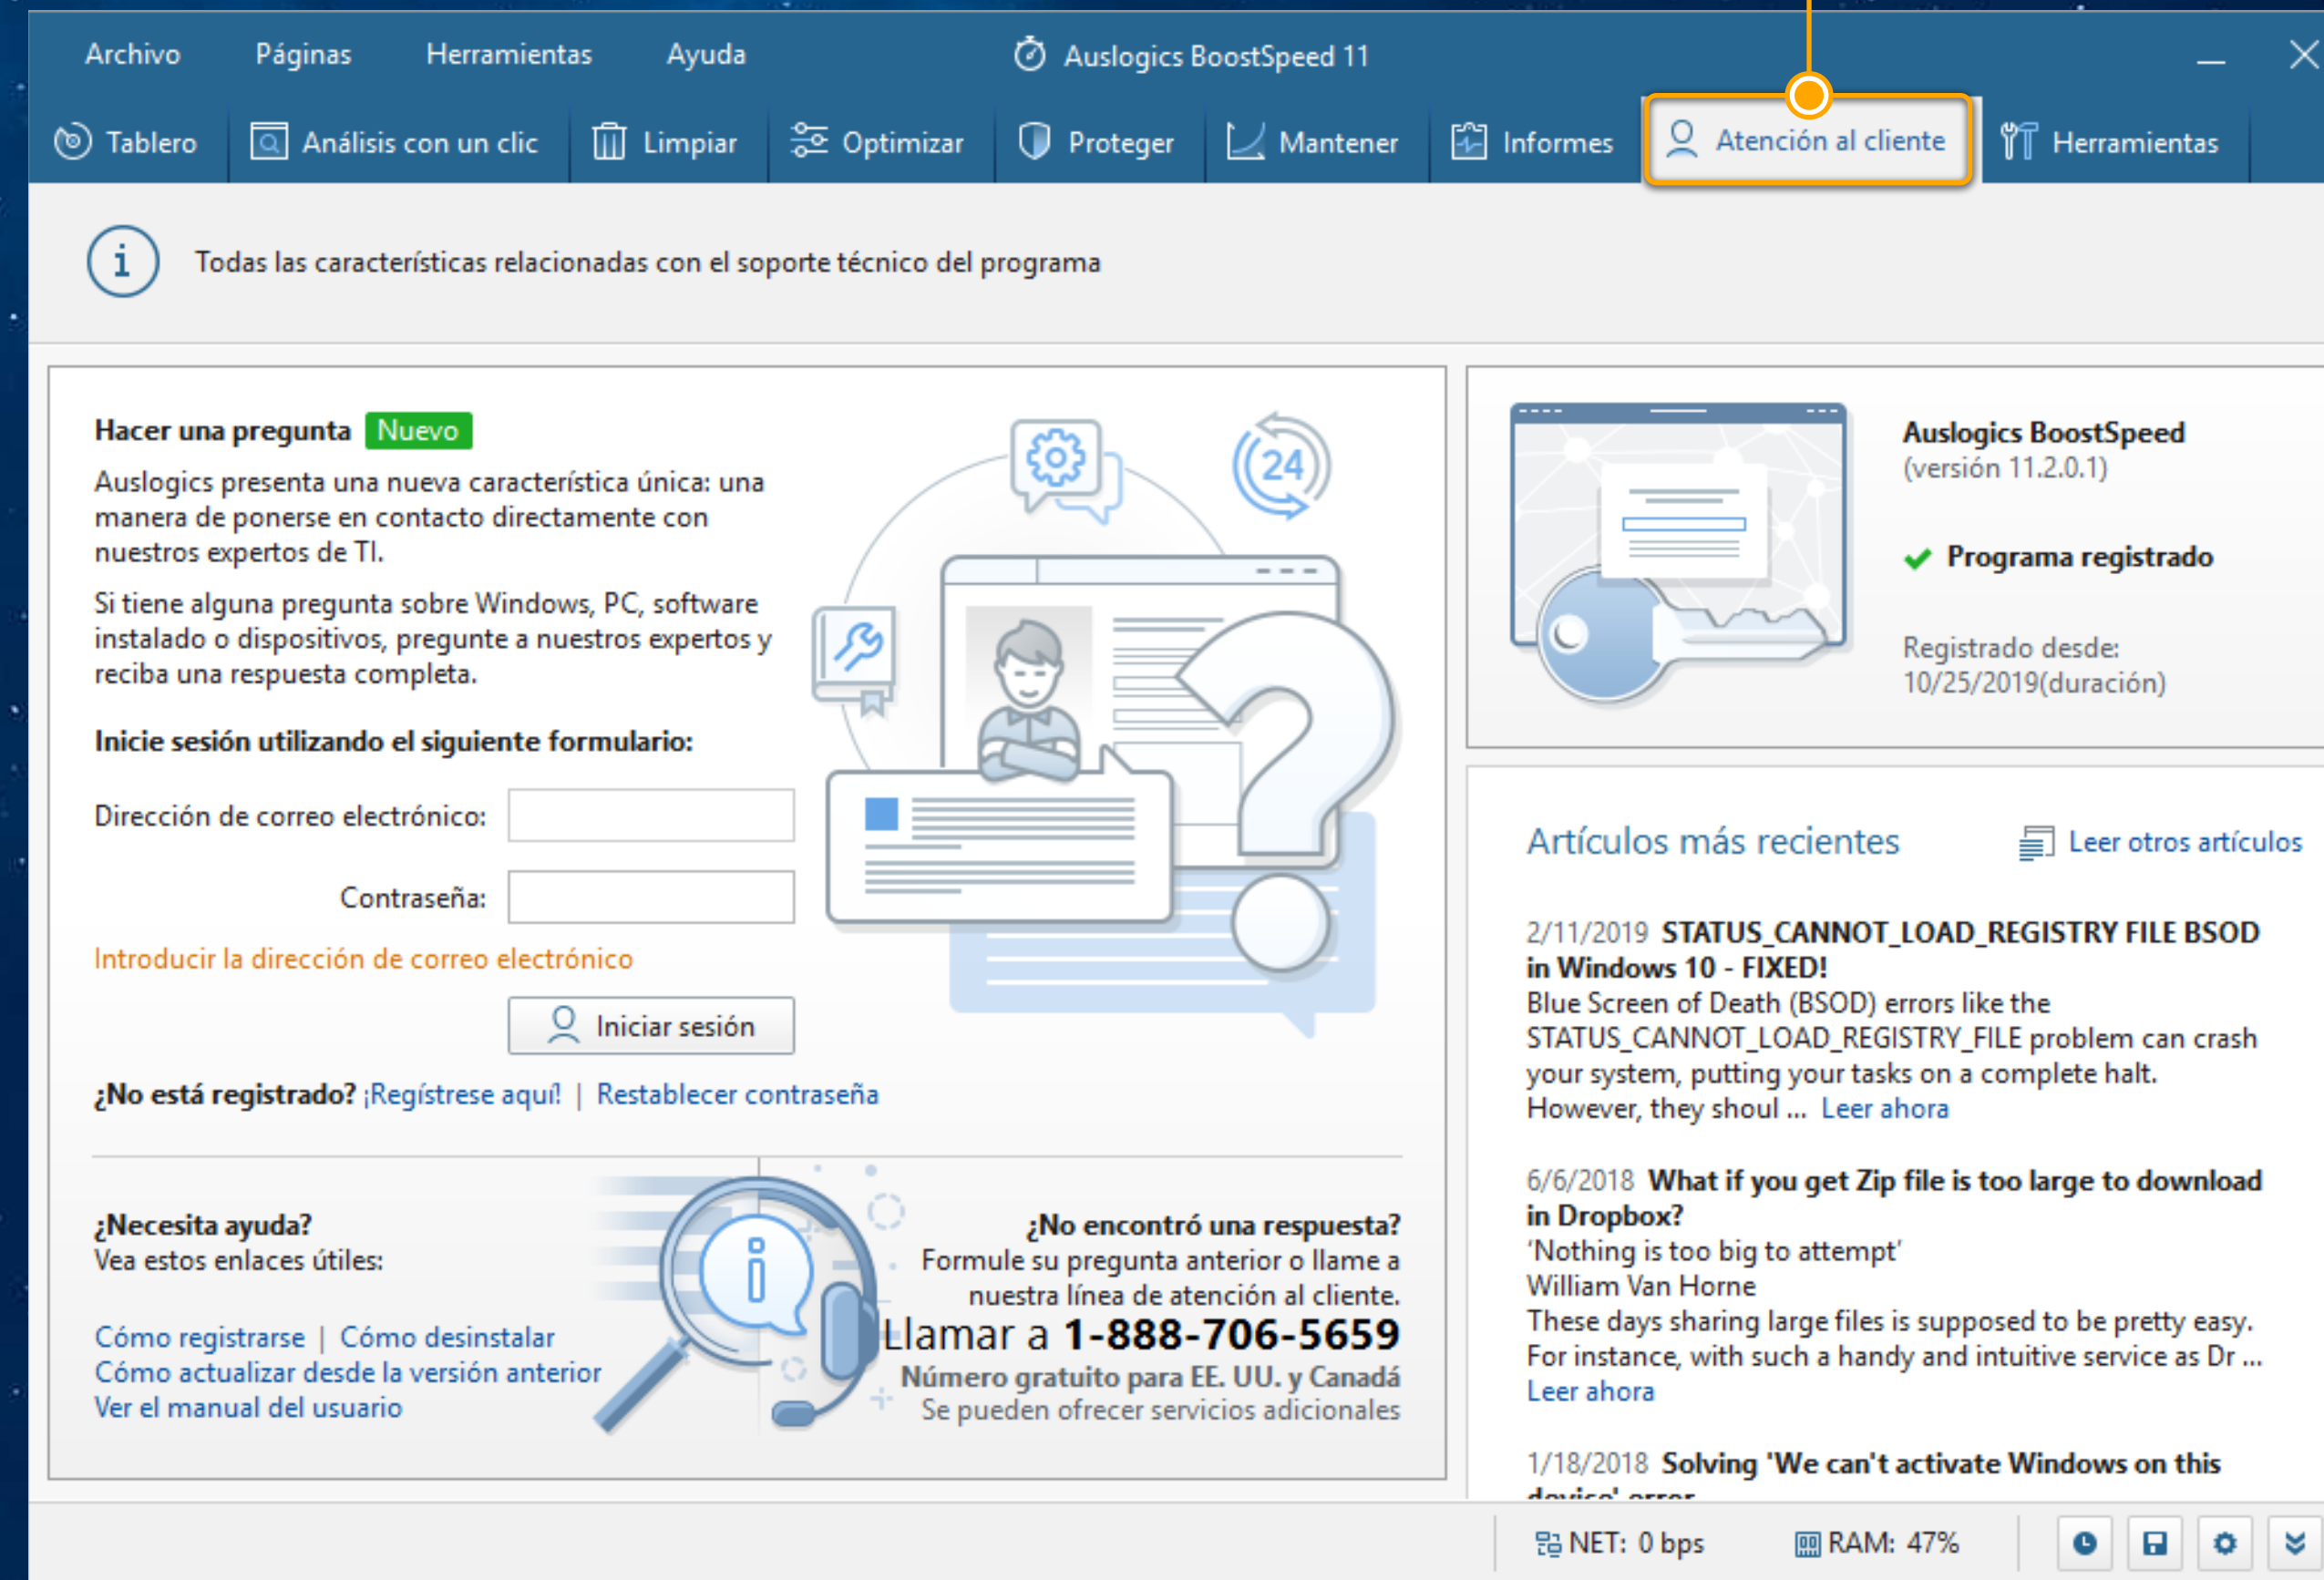 Archivo Páginas Herramientas Ayuda Auslogics BoostSpeed 11
Tablero Análisis con un clic Limpiar Optimizar Proteger Mantener Informes Atención al cliente Herramientas
Todas las características relacionadas con el soporte técnico del programa
Hacer una pregunta Nuevo
Auslogics presenta una nueva característica única: una
manera de ponerse en contacto directamente con
nuestros expertos de TI.
Si tiene alguna pregunta sobre Windows, PC, software
instalado o dispositivos, pregunte a nuestros expertos y
reciba una respuesta completa.
Inicie sesión utilizando el siguiente formulario:
Dirección de correo electrónico:
Contraseña:
Introducir la dirección de correo electrónico
Iniciar sesión
¿No está registrado? ¡Regístrese aquí! | Restablecer contraseña
24
¿Necesita ayuda?
Vea estos enlaces útiles:
Cómo registrarse | Cómo desinstalar
Cómo actualizar desde la versión anterior
Ver el manual del usuario
¿No encontró una respuesta?
Formule su pregunta anterior o llame a
nuestra línea de atención al cliente.
Llamar a 1-888-706-5659
Número gratuito para EE. UU. y Canadá
Se pueden ofrecer servicios adicionales
Auslogics BoostSpeed
(versión 11.2.0.1)
Programa registrado
Registrado desde:
10/25/2019(duración)
Artículos más recientes Leer otros artículos
2/11/2019 STATUS_CANNOT_LOAD_REGISTRY FILE BSOD
in Windows 10 - FIXED!
Blue Screen of Death (BSOD) errors like the
STATUS_CANNOT_LOAD_REGISTRY_FILE problem can crash
your system, putting your tasks on a complete halt.
However, they shoul ... Leer ahora
6/6/2018 What if you get Zip file is too large to download
in Dropbox?
‘Nothing is too big to attempt’
William Van Horne
These days sharing large files is supposed to be pretty easy.
For instance, with such a handy and intuitive service as Dr ...
Leer ahora
1/18/2018 Solving 'We can't activate Windows on this
device' error
NET: 0 bps RAM: 47%